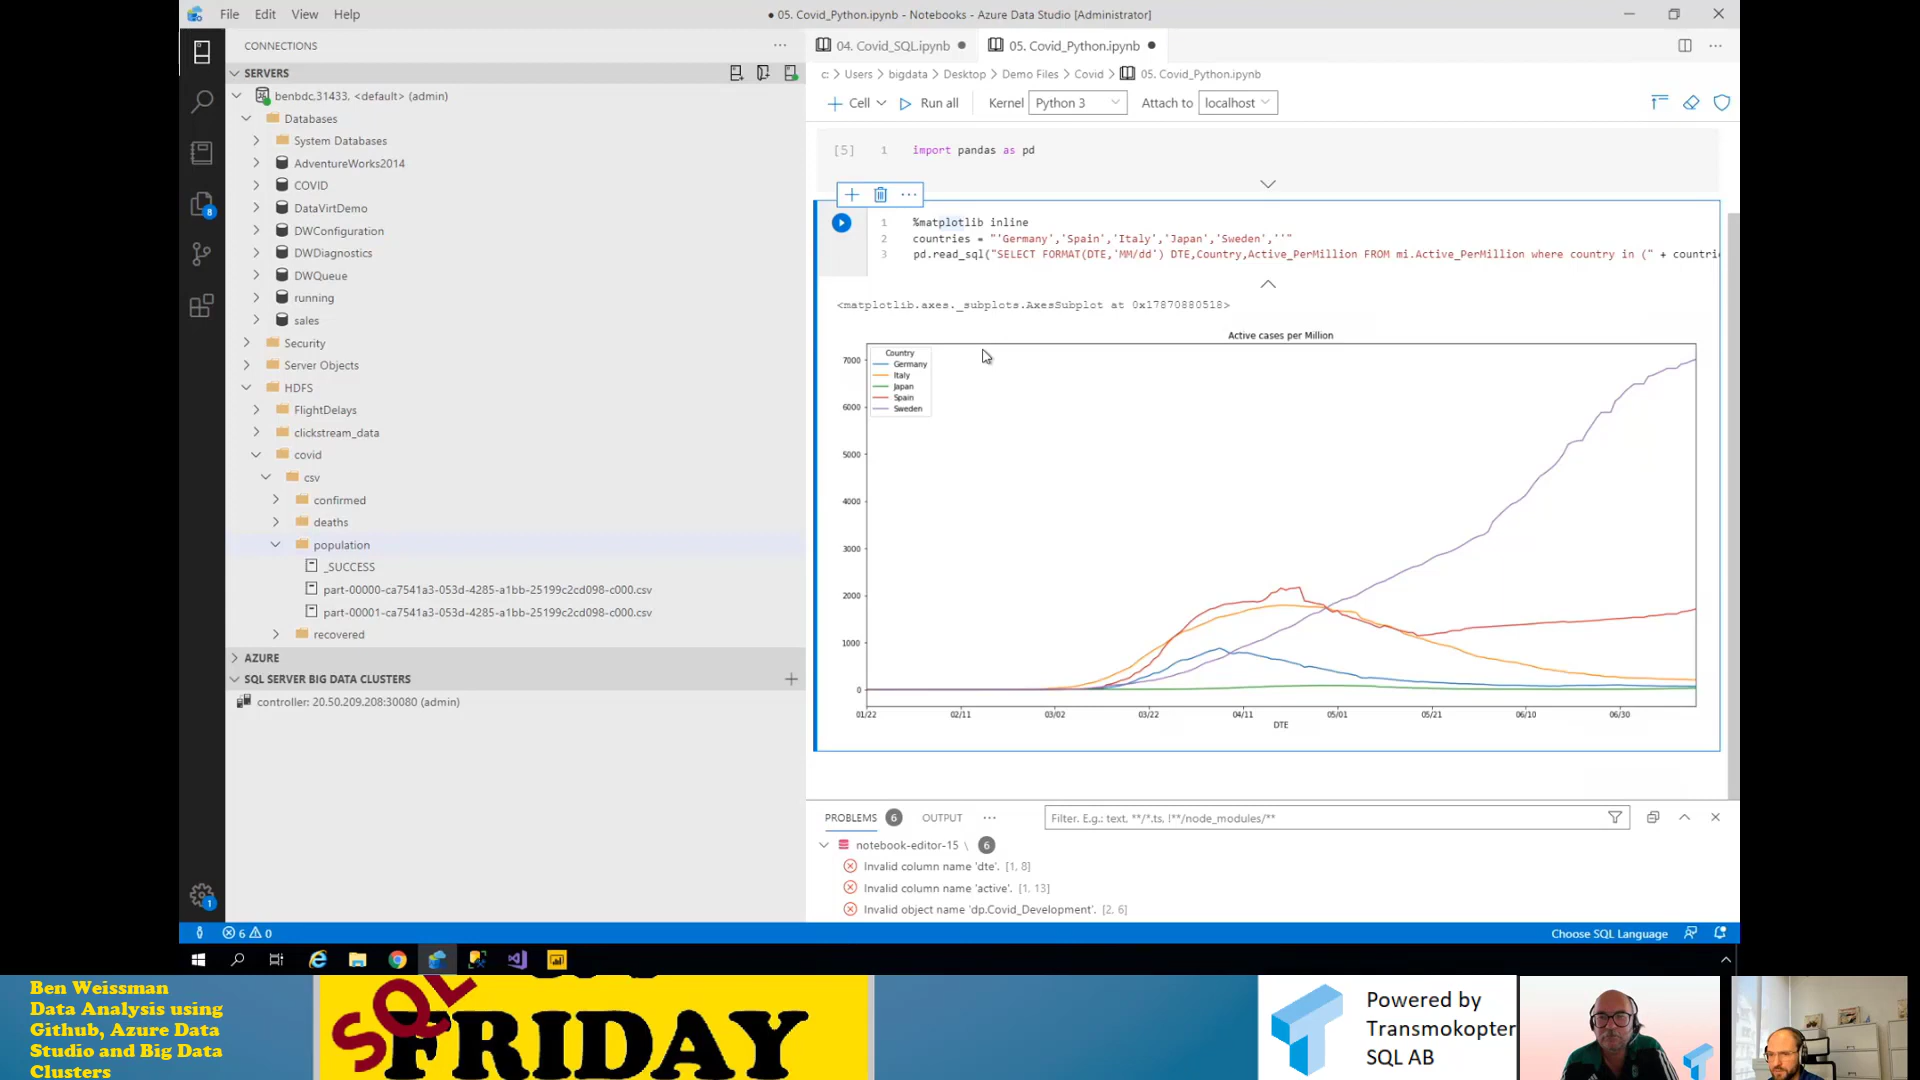 File Edit View Help
● 05. Covid_Python.ipynb - Notebooks - Azure Data Studio [Administrator]
CONNECTIONS
SERVERS
benbdc,31433, <default> (admin)
Databases
System Databases
AdventureWorks2014
COVID
DataVirtDemo
DWConfiguration
DWDiagnostics
DWQueue
running
sales
Security
Server Objects
HDFS
FlightDelays
clickstream_data
covid
csv
confirmed
deaths
population
_SUCCESS
part-00000-ca7541a3-053d-4285-a1bb-25199c2cd098-c000.csv
part-00001-ca7541a3-053d-4285-a1bb-25199c2cd098-c000.csv
recovered
AZURE
SQL SERVER BIG DATA CLUSTERS
controller: 20.50.209.208:30080 (admin)
8
1
04. Covid_SQL.ipynb ●
05. Covid_Python.ipynb ●
c: > Users > bigdata > Desktop > Demo Files > Covid > 05. Covid_Python.ipynb
Cell Run all Kernel Python 3 Attach to localhost
[5] 1 import pandas as pd
1 %matplotlib inline
2 countries = "'Germany','Spain','Italy','Japan','Sweden',''"
3 pd.read_sql("SELECT FORMAT(DTE,'MM/dd') DTE,Country,Active_PerMillion FROM mi.Active_PerMillion where country in (" + countri
<matplotlib.axes._subplots.AxesSubplot at 0x17870880518>
Active cases per Million
Country
Germany
Italy
Japan
Spain
Sweden
7000
6000
5000
4000
3000
2000
1000
0
01/22 02/11 03/02 03/22 04/11 05/01 05/21 06/10 06/30
DTE
PROBLEMS 6 OUTPUT
Filter. E.g.: text, **/*.ts, !**/node_modules/**
notebook-editor-15 \ 6
Invalid column name 'dte'. [1, 8]
Invalid column name 'active'. [1, 13]
Invalid object name 'dp.Covid_Development'. [2, 6]
6 0
Choose SQL Language
Ben Weissman
Data Analysis using
Github, Azure Data
Studio and Big Data
Clusters
SQL
FRIDAY
Powered by
Transmokopter
SQL AB